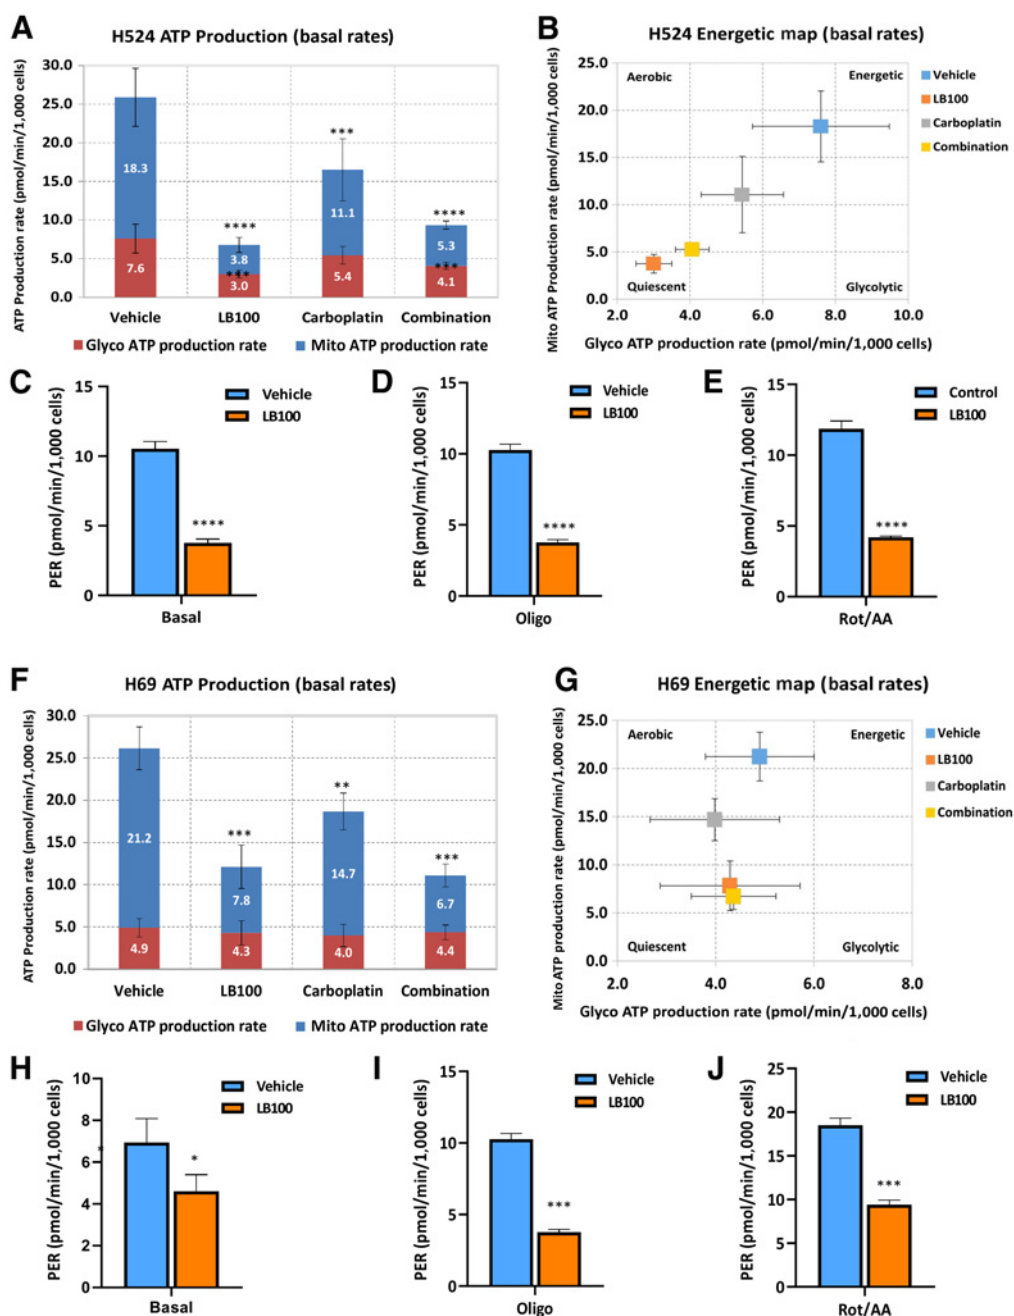 A
H524 ATP Production (basal rates)
ATP Production rate (pmol/min/1,000 cells)
30.0
25.0
20.0
15.0
10.0
5.0
0.0
18.3
7.6
****
3.8
***
3.0
***
11.1
5.4
****
5.3
***
4.1
Vehicle LB100 Carboplatin Combination
Glyco ATP production rate Mito ATP production rate
B
H524 Energetic map (basal rates)
Mito ATP Production rate (pmol/min/1,000 cells)
25.0
20.0
15.0
10.0
5.0
0.0
Aerobic Energetic
Quiescent Glycolytic
2.0 4.0 6.0 8.0 10.0
Glyco ATP production rate (pmol/min/1,000 cells)
Vehicle
LB100
Carboplatin
Combination
C
PER (pmol/min/1,000 cells)
15
10
5
0
Vehicle
LB100
****
Basal
D
PER (pmol/min/1,000 cells)
15
10
5
0
Vehicle
LB100
****
Oligo
E
PER (pmol/min/1,000 cells)
15
10
5
0
Control
LB100
****
Rot/AA
F
H69 ATP Production (basal rates)
ATP Production rate (pmol/min/1,000 cells)
30.0
25.0
20.0
15.0
10.0
5.0
0.0
21.2
4.9
***
7.8
4.3
**
14.7
4.0
***
6.7
4.4
Vehicle LB100 Carboplatin Combination
Glyco ATP production rate Mito ATP production rate
G
H69 Energetic map (basal rates)
Mito ATP production rate (pmol/min/1,000 cells)
25.0
20.0
15.0
10.0
5.0
0.0
Aerobic Energetic
Quiescent Glycolytic
2.0 4.0 6.0 8.0
Glyco ATP production rate (pmol/min/1,000 cells)
Vehicle
LB100
Carboplatin
Combination
H
PER (pmol/min/1,000 cells)
10
8
6
4
2
0
*
Vehicle
LB100
*
Basal
I
PER (pmol/min/1,000 cells)
15
10
5
0
Vehicle
LB100
***
Oligo
J
PER (pmol/min/1,000 cells)
25
20
15
10
5
0
Vehicle
LB100
***
Rot/AA